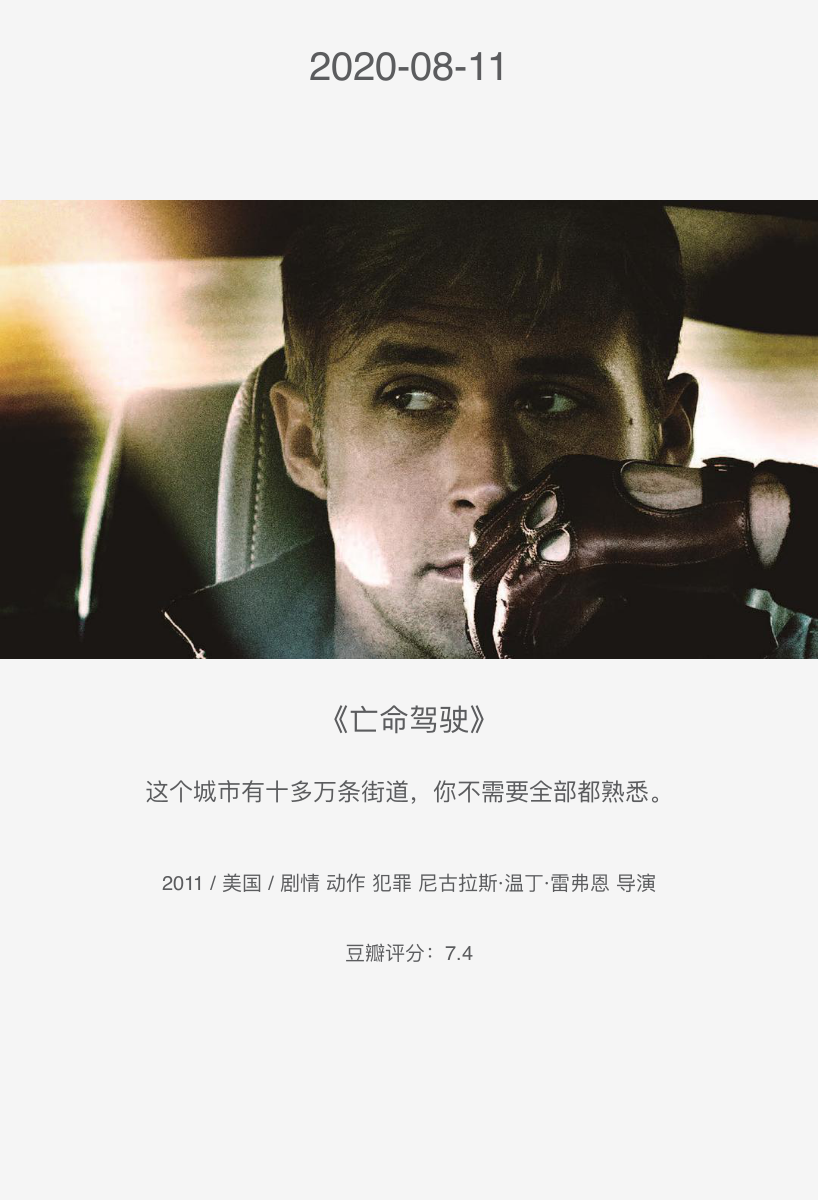 2020-08-11
《亡命驾驶》
这个城市有十多万条街道，你不需要全部都熟悉。
2011 / 美国 / 剧情 动作 犯罪 尼古拉斯·温丁·雷弗恩 导演
豆瓣评分：7.4